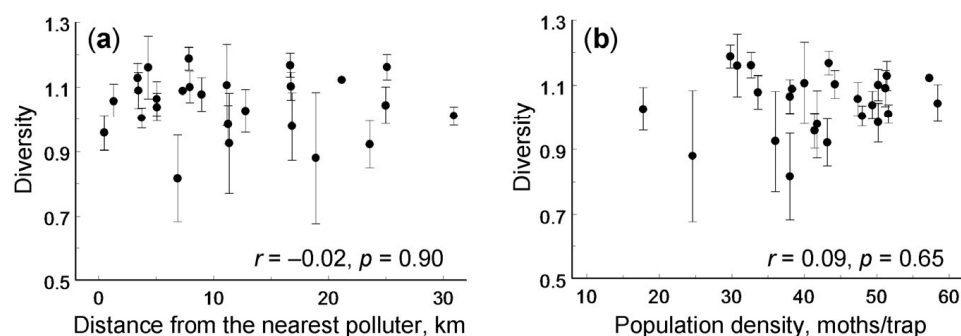 (a)
Diversity
1.3
1.1
0.9
0.7
0.5
r = –0.02, p = 0.90
0 10 20 30
Distance from the nearest polluter, km
(b)
Diversity
1.3
1.1
0.9
0.7
0.5
r = 0.09, p = 0.65
10 20 30 40 50 60
Population density, moths/trap